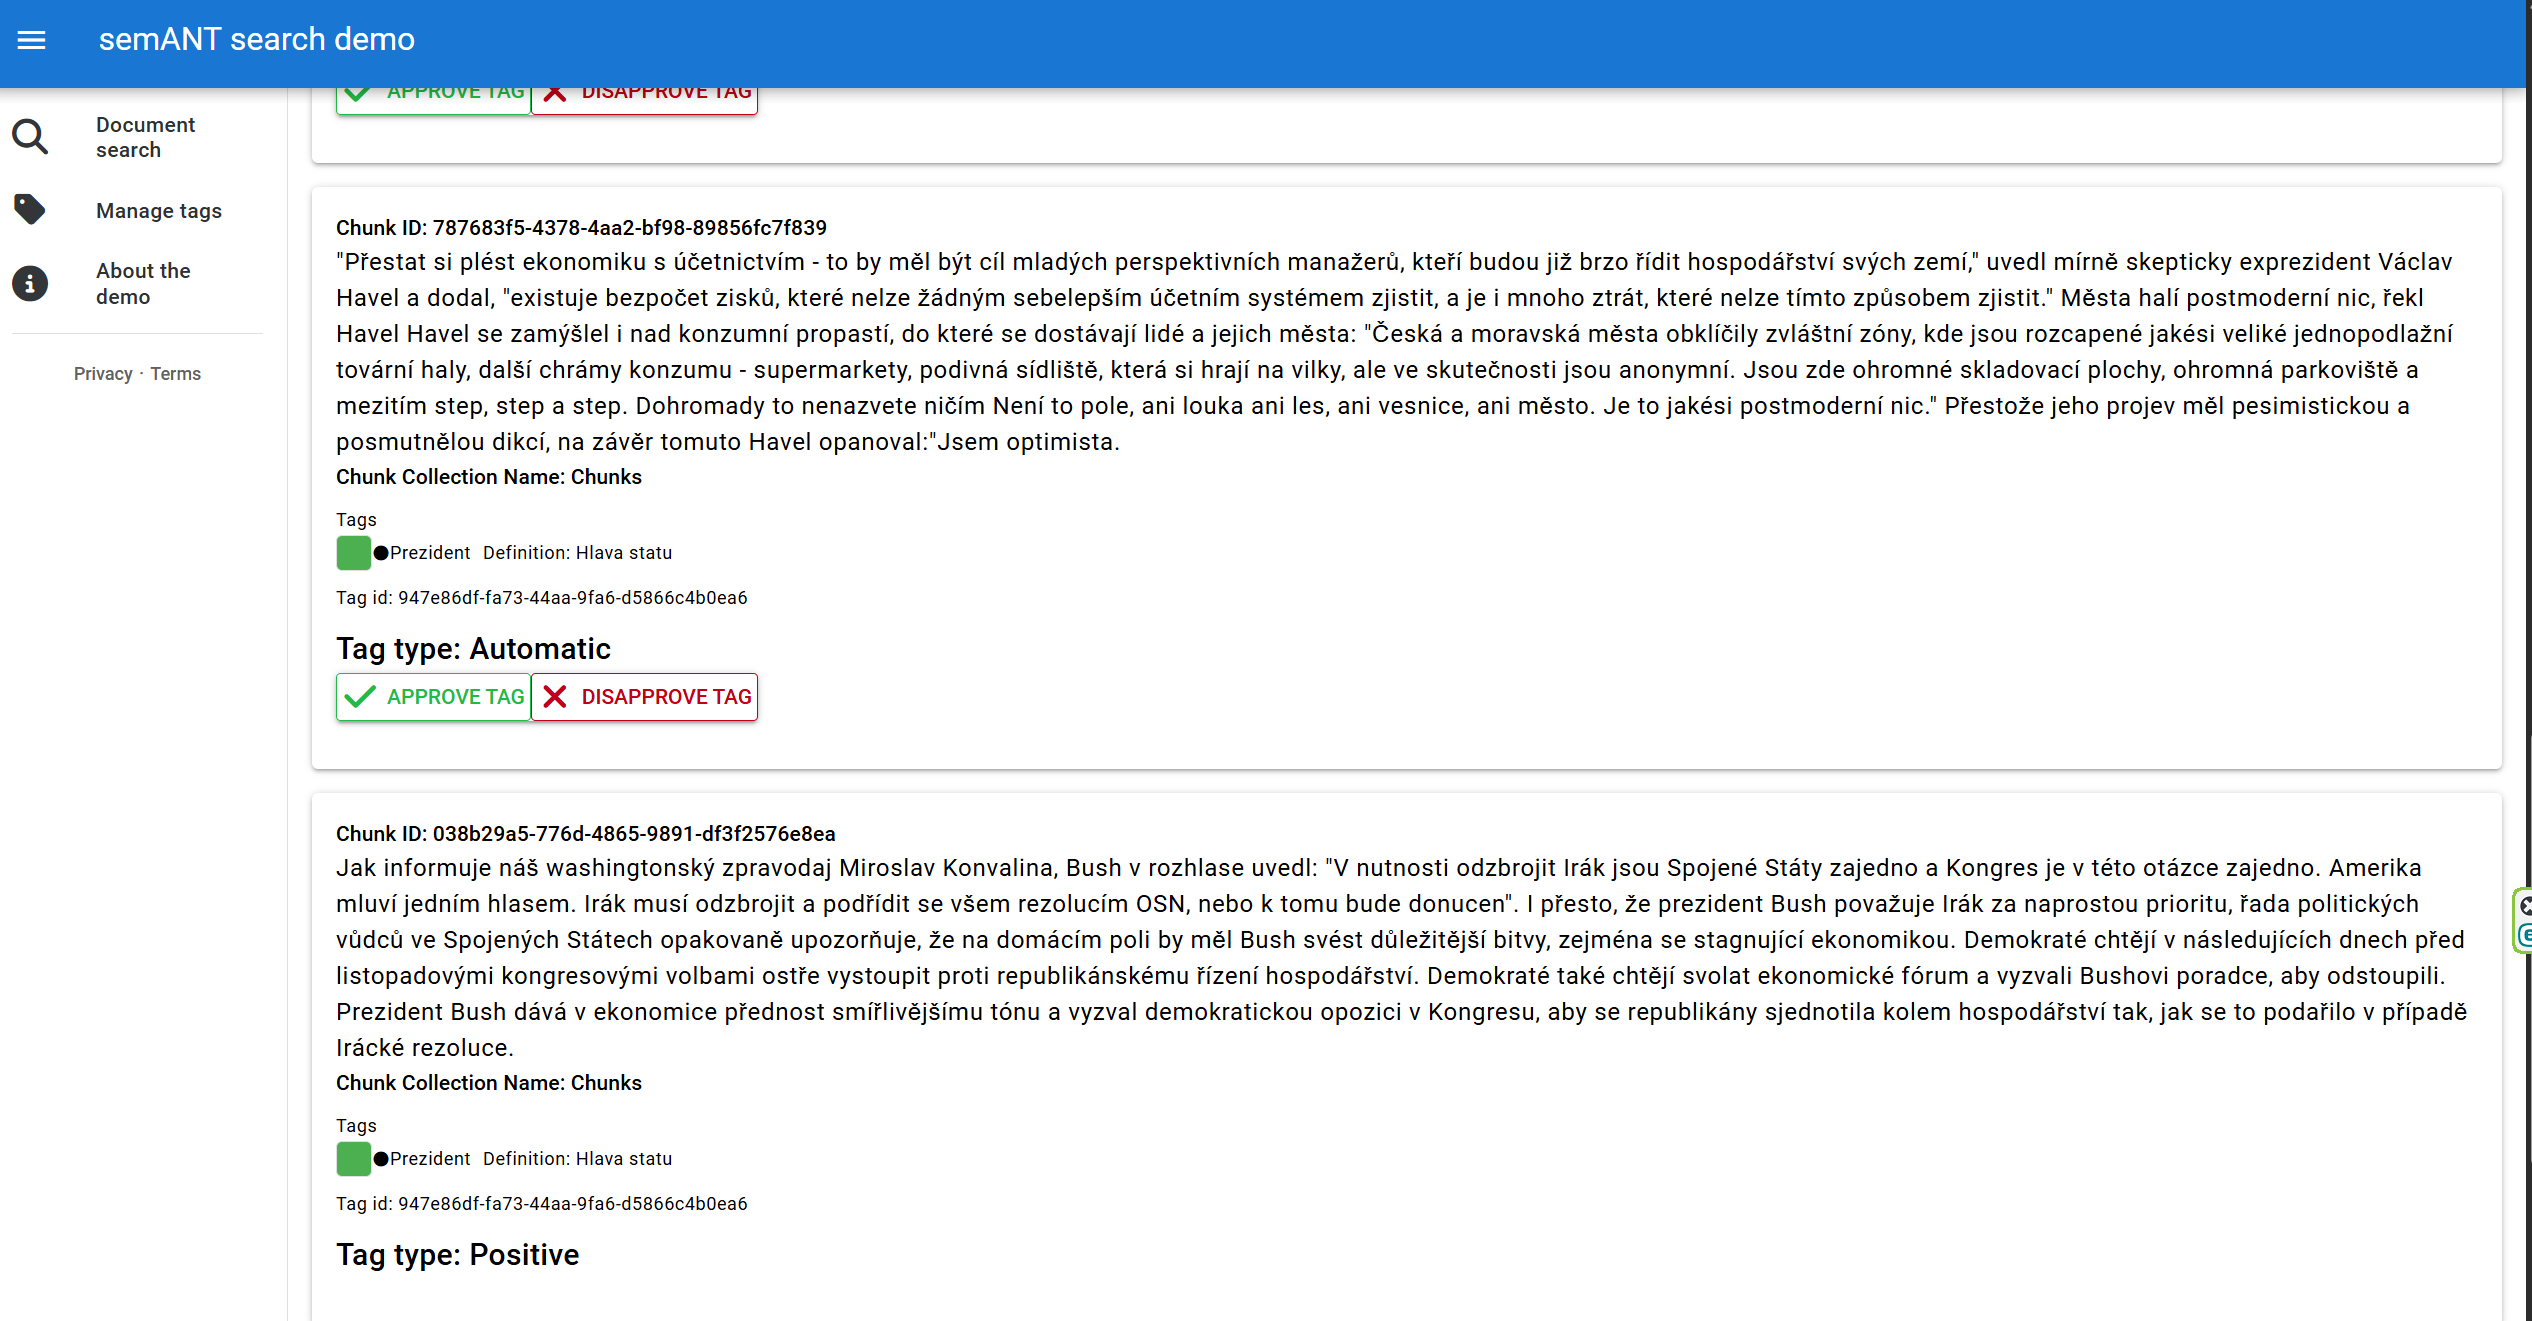 semANT search demo
APPROVE TAG DISAPPROVE TAG
Document
search
Manage tags
About the
demo
Privacy · Terms
Chunk ID: 787683f5-4378-4aa2-bf98-89856fc7f839
"Přestat si plést ekonomiku s účetnictvím - to by měl být cíl mladých perspektivních manažerů, kteří budou již brzo řídit hospodářství svých zemí," uvedl mírně skepticky exprezident Václav
Havel a dodal, "existuje bezpočet zisků, které nelze žádným sebelepším účetním systémem zjistit, a je i mnoho ztrát, které nelze tímto způsobem zjistit." Města halí postmoderní nic, řekl
Havel Havel se zamýšlel i nad konzumní propastí, do které se dostávají lidé a jejich města: "Česká a moravská města obklíčily zvláštní zóny, kde jsou rozcapené jakési veliké jednopodlažní
tovární haly, další chrámy konzumu - supermarkety, podivná sídliště, která si hrají na vilky, ale ve skutečnosti jsou anonymní. Jsou zde ohromné skladovací plochy, ohromná parkoviště a
mezitím step, step a step. Dohromady to nenazvete ničím Není to pole, ani louka ani les, ani vesnice, ani město. Je to jakési postmoderní nic." Přestože jeho projev měl pesimistickou a
posmutnělou dikcí, na závěr tomuto Havel opanoval:"Jsem optimista.
Chunk Collection Name: Chunks
Tags
Prezident Definition: Hlava statu
Tag id: 947e86df-fa73-44aa-9fa6-d5866c4b0ea6
Tag type: Automatic
APPROVE TAG DISAPPROVE TAG
Chunk ID: 038b29a5-776d-4865-9891-df3f2576e8ea
Jak informuje náš washingtonský zpravodaj Miroslav Konvalina, Bush v rozhlase uvedl: "V nutnosti odzbrojit Irák jsou Spojené Státy zajedno a Kongres je v této otázce zajedno. Amerika
mluví jedním hlasem. Irák musí odzbrojit a podřídit se všem rezolucím OSN, nebo k tomu bude donucen". I přesto, že prezident Bush považuje Irák za naprostou prioritu, řada politických
vůdců ve Spojených Státech opakovaně upozorňuje, že na domácím poli by měl Bush svést důležitější bitvy, zejména se stagnující ekonomikou. Demokraté chtějí v následujících dnech před
listopadovými kongresovými volbami ostře vystoupit proti republikánskému řízení hospodářství. Demokraté také chtějí svolat ekonomické fórum a vyzvali Bushovi poradce, aby odstoupili.
Prezident Bush dává v ekonomice přednost smířlivějšímu tónu a vyzval demokratickou opozici v Kongresu, aby se republikány sjednotila kolem hospodářství tak, jak se to podařilo v případě
Irácké rezoluce.
Chunk Collection Name: Chunks
Tags
Prezident Definition: Hlava statu
Tag id: 947e86df-fa73-44aa-9fa6-d5866c4b0ea6
Tag type: Positive